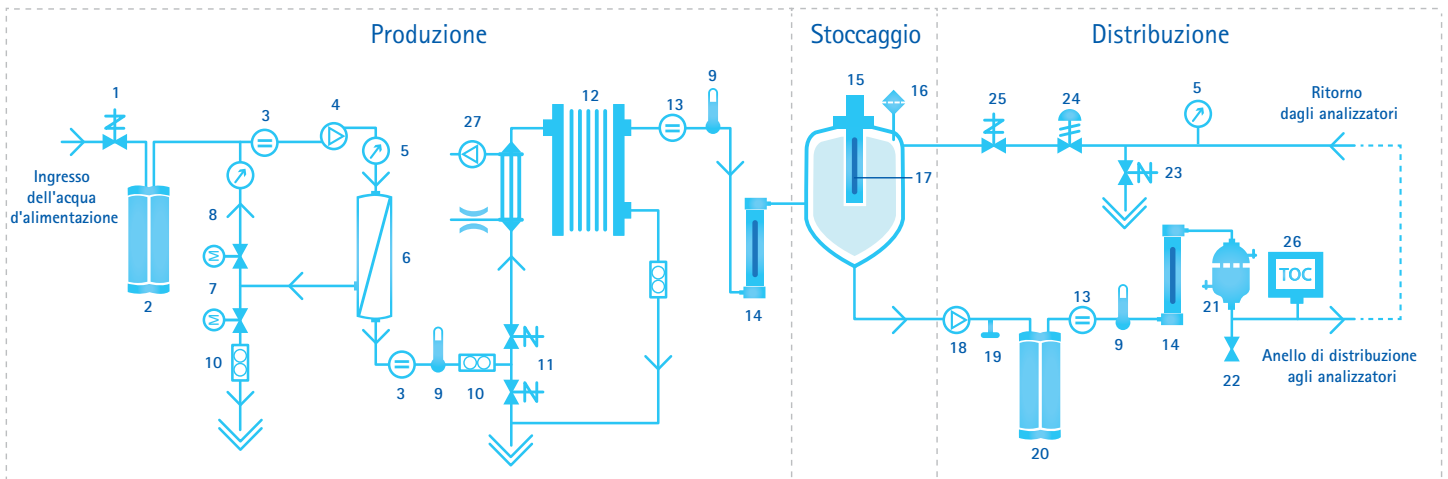 Produzione
Stoccaggio
Distribuzione
1
3
4
5
27
12
13
9
15
16
25
24
5
Ritorno
dagli analizzatori
Ingresso
dell'acqua
d'alimentazione
2
8
M
7
M
10
6
3
9
10
11
14
17
23
18
19
20
13
9
14
21
22
26
TOC
Anello di distribuzione
agli analizzatori